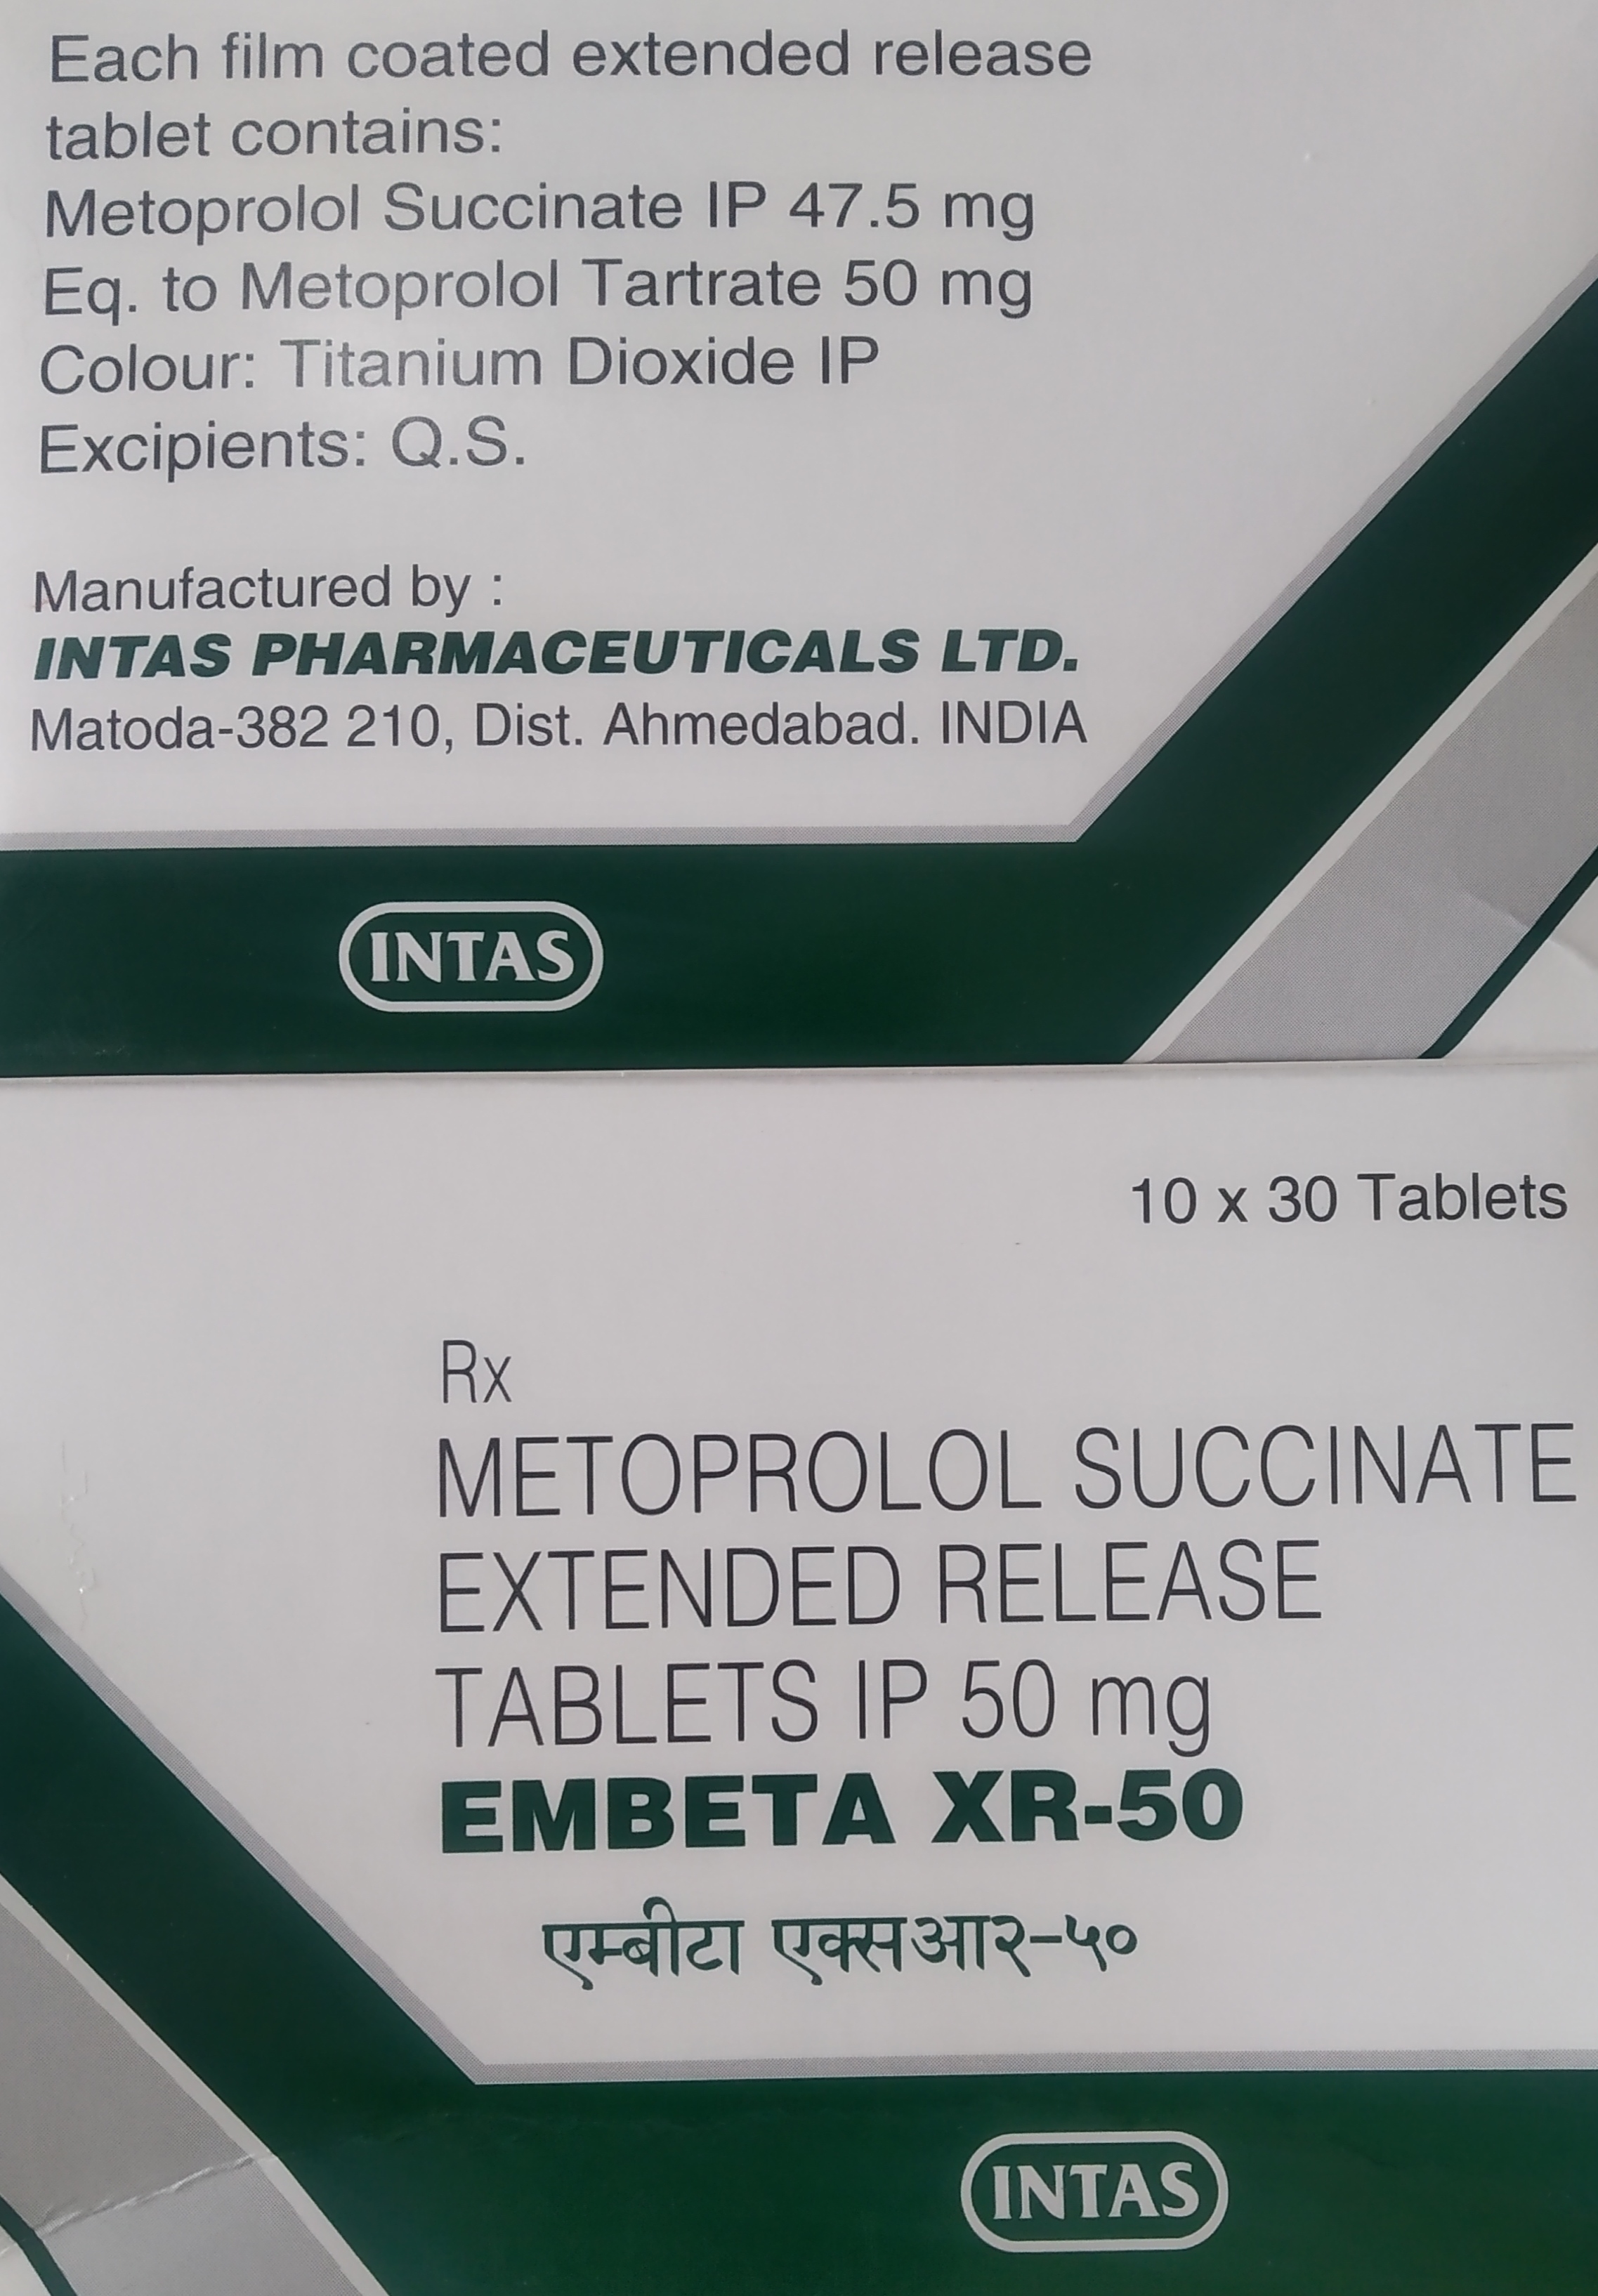 Each film coated extended release
tablet contains:
Metoprolol Succinate IP 47.5 mg
Eq. to Metoprolol Tartrate 50 mg
Colour: Titanium Dioxide IP
Excipients: Q.S.
Manufactured by :
INTAS PHARMACEUTICALS LTD.
Matoda-382 210, Dist. Ahmedabad. INDIA
INTAS
10 x 30 Tablets
Rx
METOPROLOL SUCCINATE
EXTENDED RELEASE
TABLETS IP 50 mg
EMBETA XR-50
एम्बीटा एक्सआर-५०
INTAS